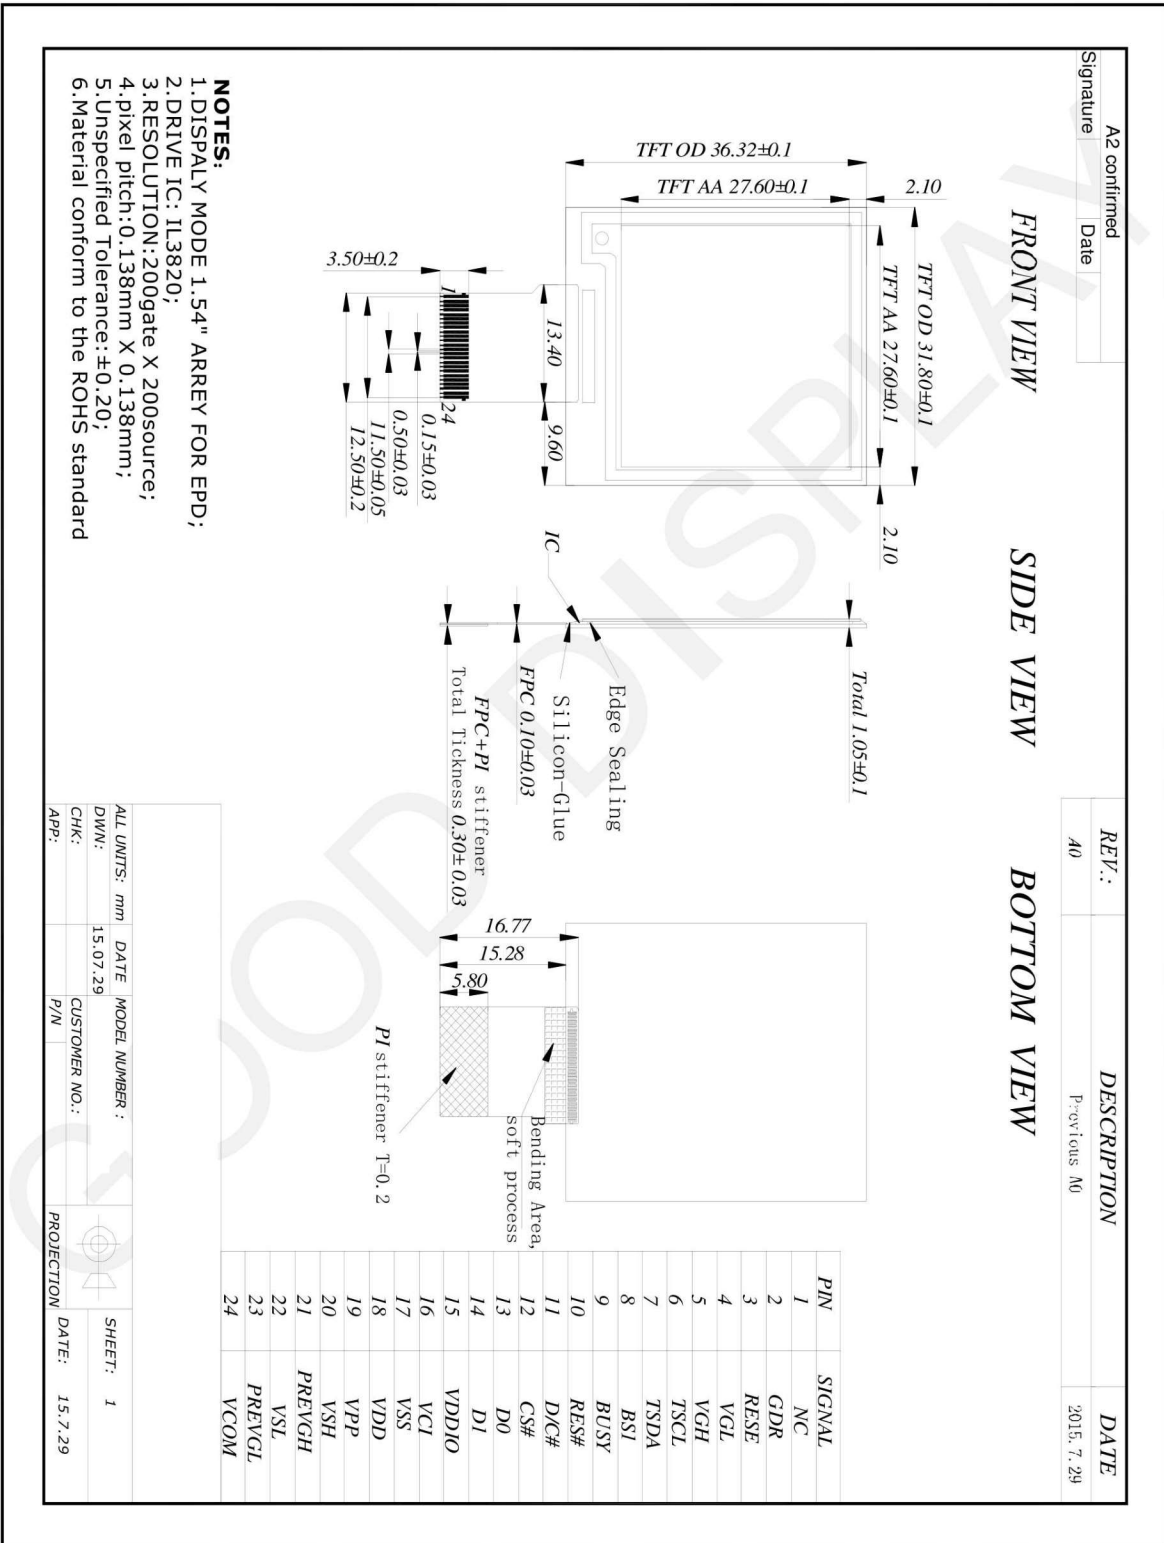 A2 confirmed
Signature
Date
REV.:
DESCRIPTION
DATE
A0
Previous A0
2015.7.29
FRONT VIEW
SIDE VIEW
BOTTOM VIEW
TFT OD 31.80±0.1
TFT AA 27.60±0.1
2.10
2.10
TFT OD 36.32±0.1
TFT AA 27.60±0.1
13.40
9.60
3.50±0.2
1
24
0.15±0.03
0.50±0.03
11.50±0.05
12.50±0.2
Total 1.05±0.1
IC
Edge Sealing
Silicon-Glue
FPC 0.10±0.03
FPC+PI stiffener
Total Tickness 0.30±0.03
16.77
15.28
5.80
Bending Area,
soft process
PI stiffener T=0.2
PIN SIGNAL
1 NC
2 GDR
3 RESE
4 VGL
5 VGH
6 TSCL
7 TSDA
8 BS1
9 BUSY
10 RES#
11 D/C#
12 CS#
13 D0
14 D1
15 VDDIO
16 VCI
17 VSS
18 VDD
19 VPP
20 VSH
21 PREVGH
22 VSL
23 PREVGL
24 VCOM
NOTES:
1.DISPALY MODE 1.54" ARREY FOR EPD;
2.DRIVE IC: IL3820;
3.RESOLUTION:200gate X 200source;
4.pixel pitch:0.138mm X 0.138mm;
5.Unspecified Tolerance:±0.20;
6.Material conform to the ROHS standard
ALL UNITS: mm
DATE
MODEL NUMBER :
DWN:
15.07.29
CHK:
CUSTOMER NO.:
APP:
P/N
PROJECTION
SHEET: 1
DATE: 15.7.29
GOOD DISPLAY